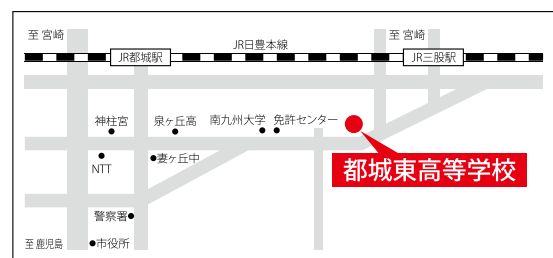 至 宮崎
至 宮崎
JR日豊本線
JR都城駅
JR三股駅
神柱宮
泉ヶ丘高
南九州大学
免許センター
NTT
妻ヶ丘中
都城東高等学校
警察署
至 鹿児島
市役所